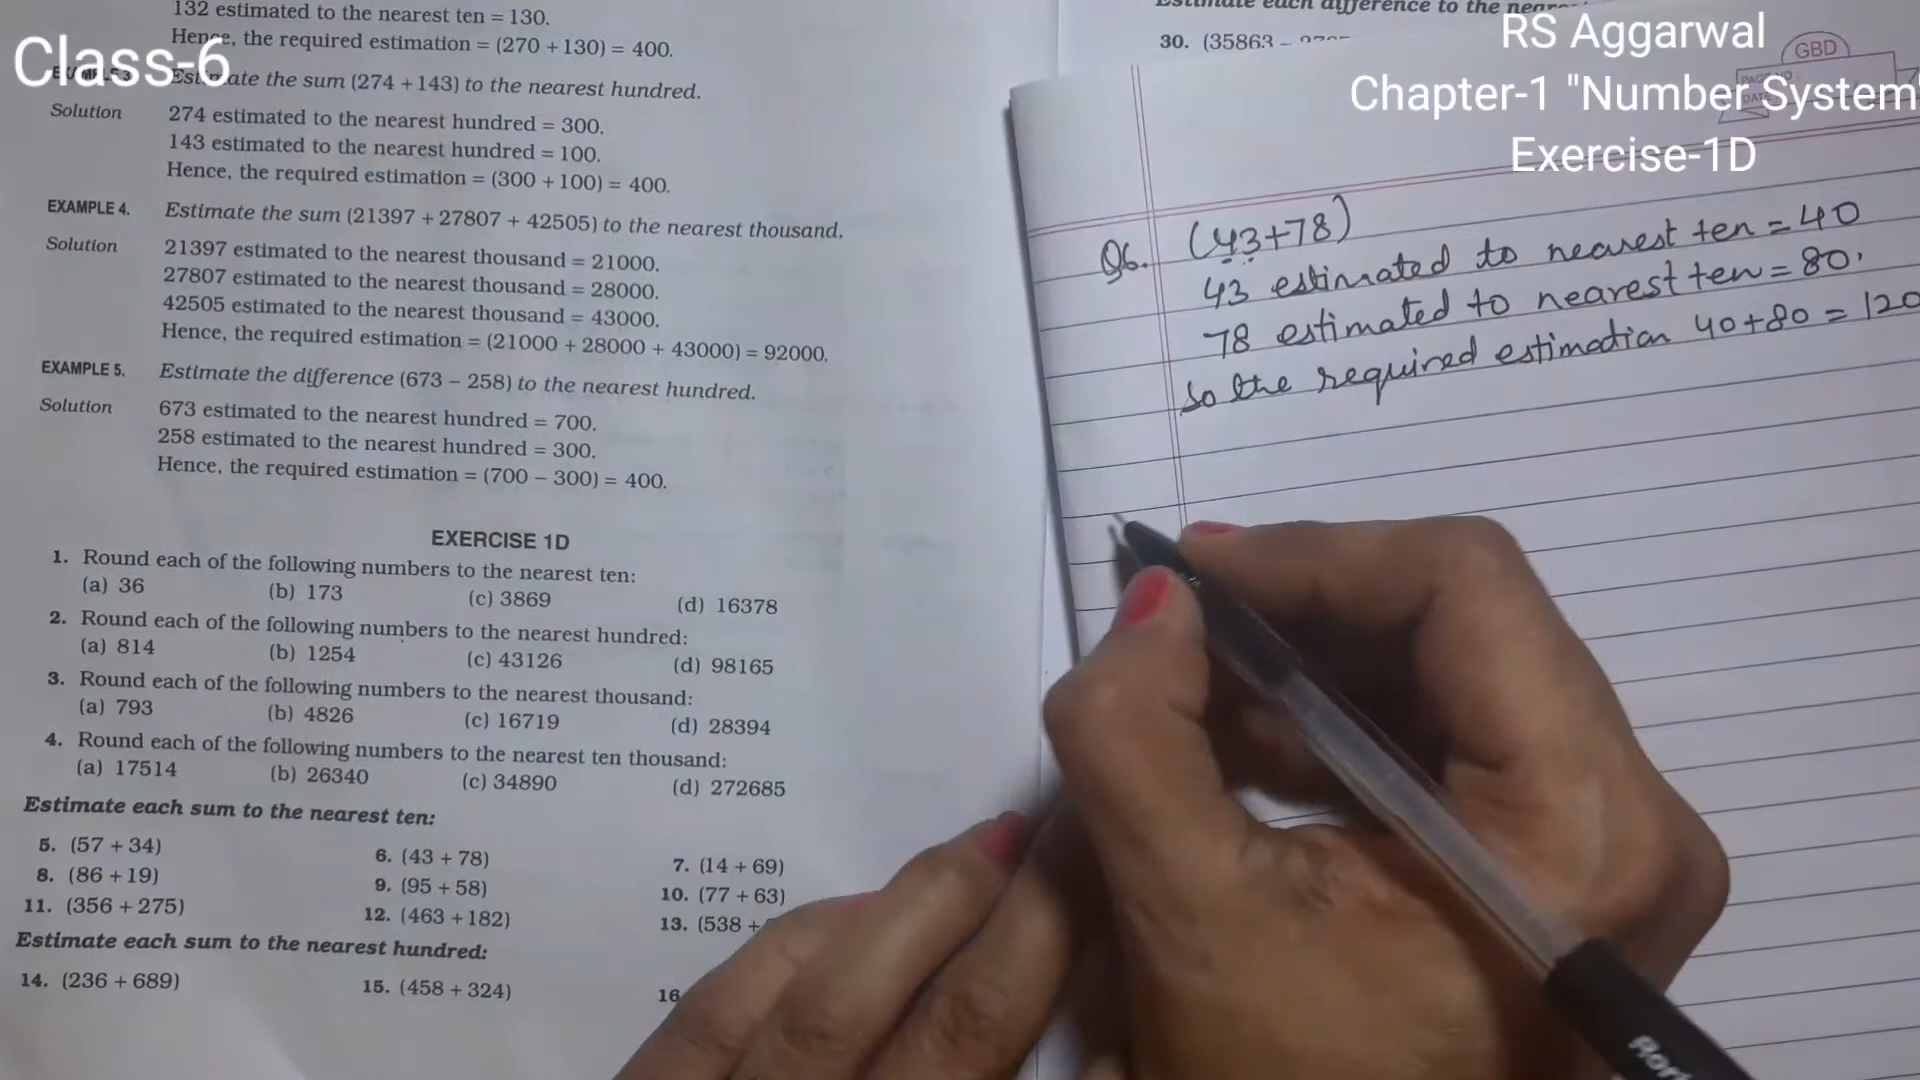 132 estimated to the nearest ten = 130.
Hence, the required estimation = (270 + 130) = 400.
Class-6
EXAMPLE 3. Estimate the sum (274 + 143) to the nearest hundred.
Solution 274 estimated to the nearest hundred = 300.
143 estimated to the nearest hundred = 100.
Hence, the required estimation = (300 + 100) = 400.
EXAMPLE 4. Estimate the sum (21397 + 27807 + 42505) to the nearest thousand.
Solution 21397 estimated to the nearest thousand = 21000.
27807 estimated to the nearest thousand = 28000.
42505 estimated to the nearest thousand = 43000.
Hence, the required estimation = (21000 + 28000 + 43000) = 92000.
EXAMPLE 5. Estimate the difference (673 – 258) to the nearest hundred.
Solution 673 estimated to the nearest hundred = 700.
258 estimated to the nearest hundred = 300.
Hence, the required estimation = (700 – 300) = 400.
EXERCISE 1D
1. Round each of the following numbers to the nearest ten:
(a) 36 (b) 173 (c) 3869 (d) 16378
2. Round each of the following numbers to the nearest hundred:
(a) 814 (b) 1254 (c) 43126 (d) 98165
3. Round each of the following numbers to the nearest thousand:
(a) 793 (b) 4826 (c) 16719 (d) 28394
4. Round each of the following numbers to the nearest ten thousand:
(a) 17514 (b) 26340 (c) 34890 (d) 272685
Estimate each sum to the nearest ten:
5. (57 + 34) 6. (43 + 78) 7. (14 + 69)
8. (86 + 19) 9. (95 + 58) 10. (77 + 63)
11. (356 + 275) 12. (463 + 182) 13. (538 +
Estimate each sum to the nearest hundred:
14. (236 + 689) 15. (458 + 324) 16
Estimate each difference to the
30. (35863 –
RS Aggarwal
Chapter-1 "Number System"
Exercise-1D
GBD
PAGE NO
DATE
Q6. (43+78)
43 estimated to nearest ten = 40
78 estimated to nearest ten = 80.
So the required estimation 40+80 = 120